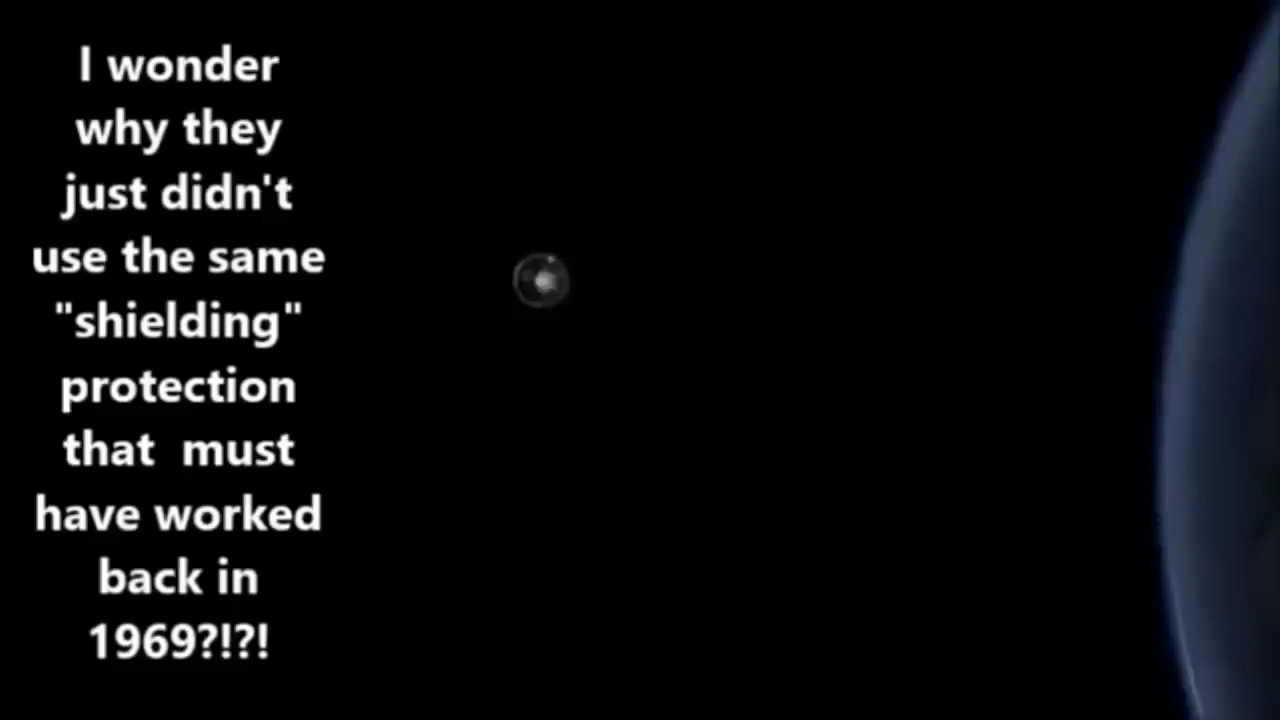 I wonder
why they
just didn't
use the same
"shielding"
protection
that  must
have worked
back in
1969?!?!